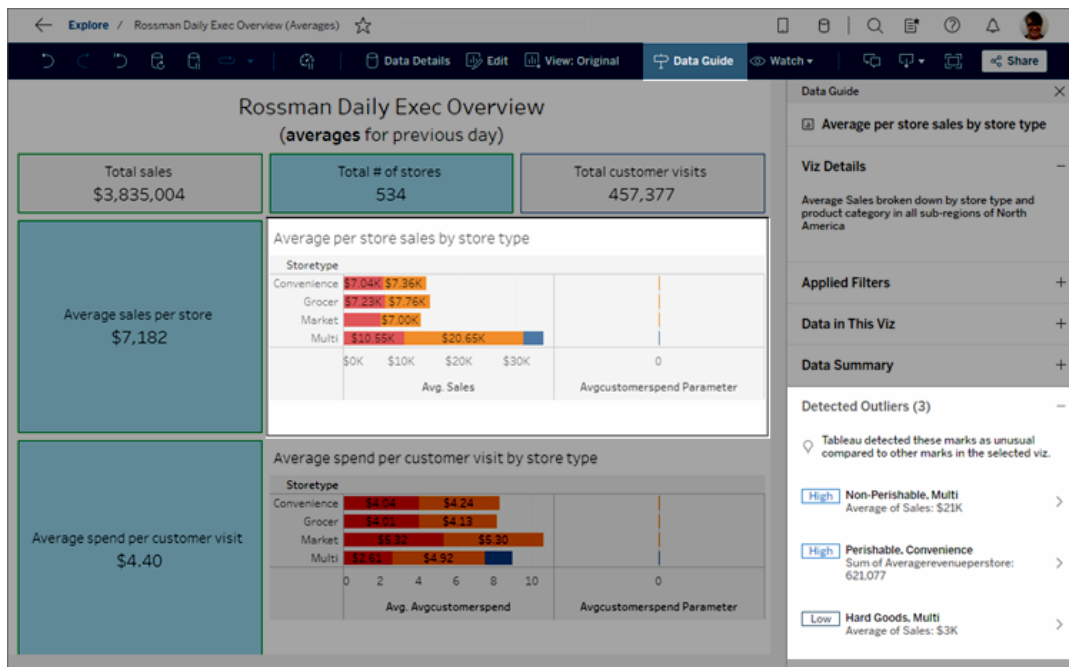 Explore / Rossman Daily Exec Overview (Averages)
Data Details Edit View: Original Data Guide Watch Share
Rossman Daily Exec Overview
(averages for previous day)
Total sales
$3,835,004
Total # of stores
534
Total customer visits
457,377
Average sales per store
$7,182
Average per store sales by store type
Storetype
Convenience $7.04K $7.36K
Grocer $7.23K $7.76K
Market $7.00K
Multi $10.55K $20.65K
$0K $10K $20K $30K 0
Avg. Sales Avgcustomerspend Parameter
Average spend per customer visit
$4.40
Average spend per customer visit by store type
Storetype
Convenience $4.04 $4.24
Grocer $4.01 $4.13
Market $5.32 $5.30
Multi $2.61 $4.92
0 2 4 6 8 10 0
Avg. Avgcustomerspend Avgcustomerspend Parameter
Data Guide
Average per store sales by store type
Viz Details
Average Sales broken down by store type and
product category in all sub-regions of North
America
Applied Filters
Data in This Viz
Data Summary
Detected Outliers (3)
Tableau detected these marks as unusual
compared to other marks in the selected viz.
High Non-Perishable, Multi
Average of Sales: $21K
High Perishable, Convenience
Sum of Averagerevenueperstore:
621,077
Low Hard Goods, Multi
Average of Sales: $3K